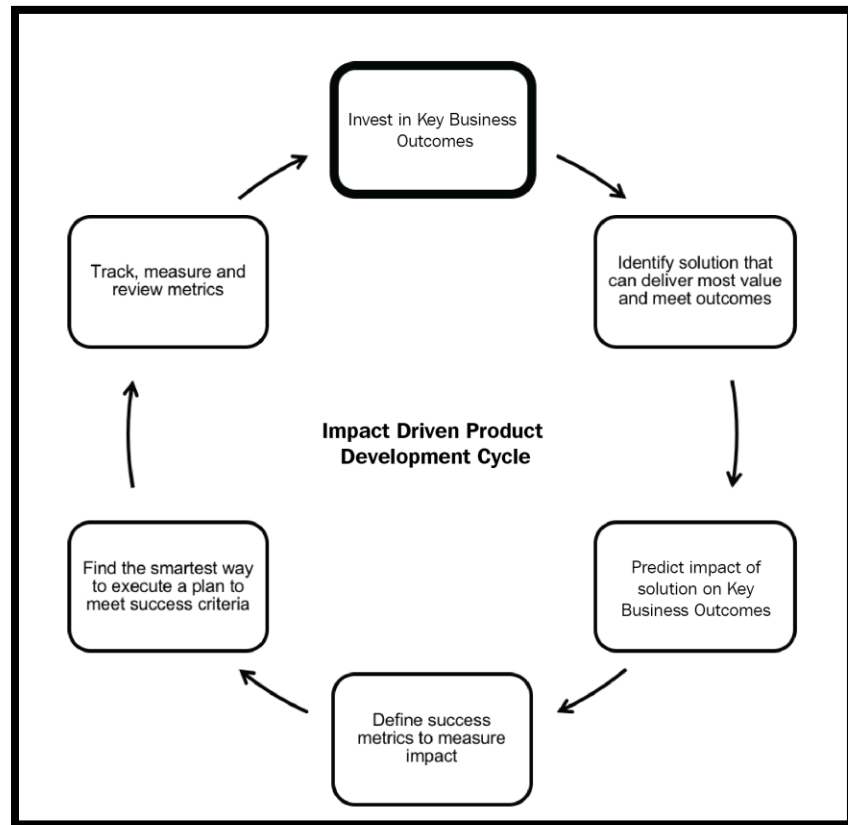 Invest in Key Business
Outcomes
Identify solution that
can deliver most value
and meet outcomes
Predict impact of
solution on Key
Business Outcomes
Define success
metrics to measure
impact
Find the smartest way
to execute a plan to
meet success criteria
Track, measure and
review metrics
Impact Driven Product
Development Cycle